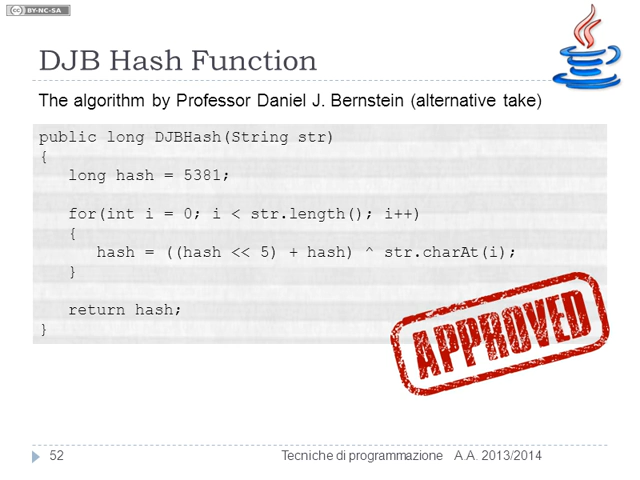 BY-NC-SA
DJB Hash Function
The algorithm by Professor Daniel J. Bernstein (alternative take)
public long DJBHash(String str)
{
   long hash = 5381;
   for(int i = 0; i < str.length(); i++)
   {
      hash = ((hash << 5) + hash) ^ str.charAt(i);
   }
   return hash;
}
APPROVED
52 Tecniche di programmazione A.A. 2013/2014